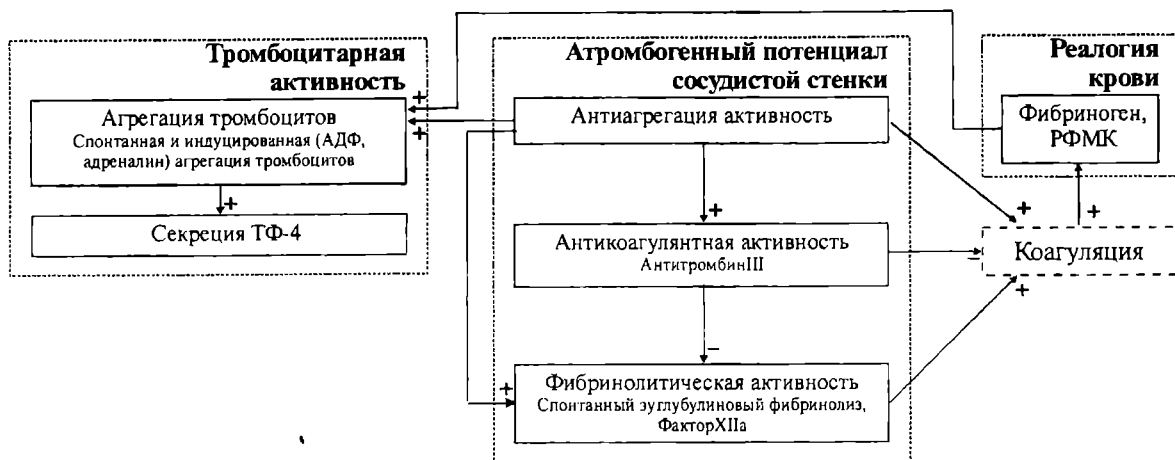 Тромбоцитарная
активность
Агрегация тромбоцитов
Спонтанная и индуцированная (АДФ,
адреналин) агрегация тромбоцитов
+
+
+
Секреция ТФ-4
Атромбогенный потенциал
сосудистой стенки
Антиагрегация активность
+
Антикоагулянтная активность
АнтитромбинIII
–
+
Фибринолитическая активность
Спонтанный эуглубулиновый фибринолиз,
ФакторXIIа
Реалогия
крови
Фибриноген,
РФМК
+
+
–
Коагуляция
+